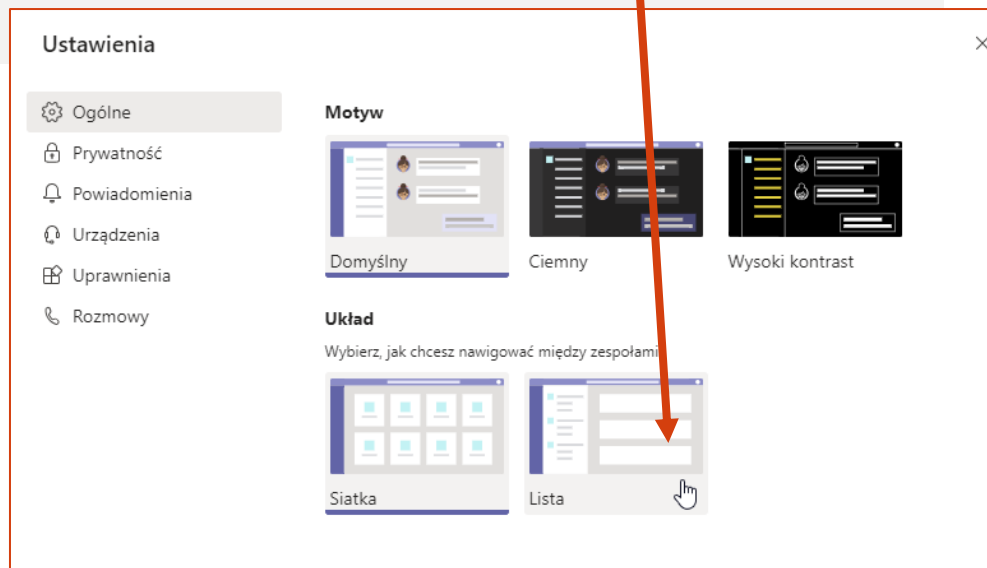 Ustawienia
Ogólne
Prywatność
Powiadomienia
Urządzenia
Uprawnienia
Rozmowy
Motyw
Domyślny
Ciemny
Wysoki kontrast
Układ
Wybierz, jak chcesz nawigować między zespołami
Siatka
Lista